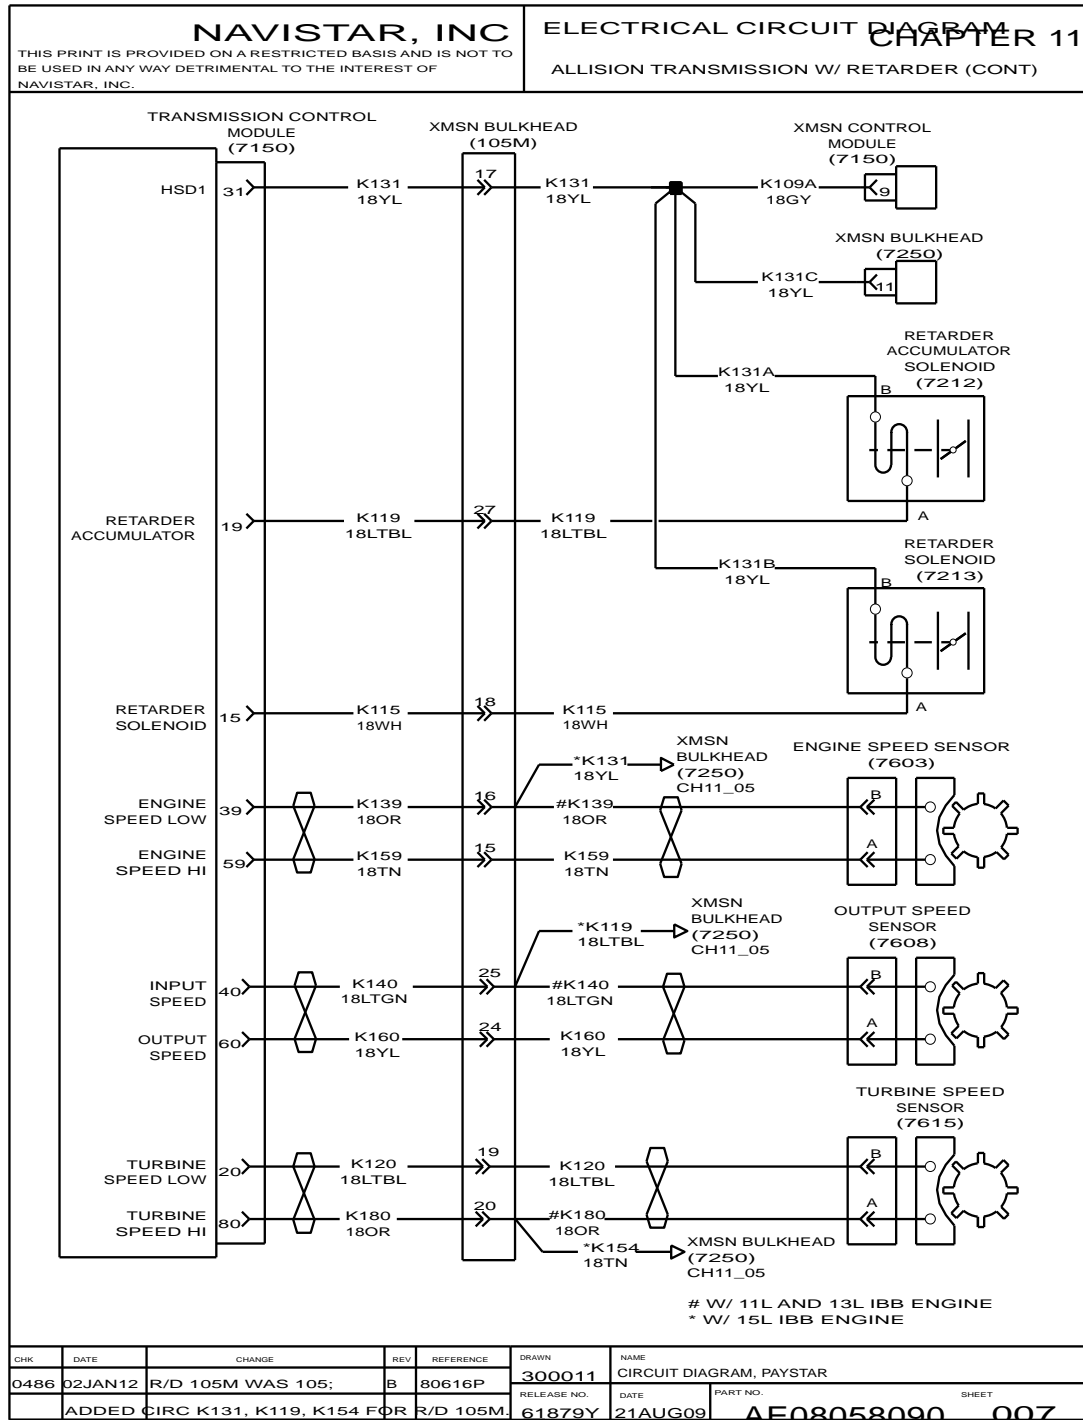 NAVISTAR, INC
THIS PRINT IS PROVIDED ON A RESTRICTED BASIS AND IS NOT TO
BE USED IN ANY WAY DETRIMENTAL TO THE INTEREST OF
NAVISTAR, INC.
ELECTRICAL CIRCUIT DIAGRAM
CHAPTER 11
ALLISION TRANSMISSION W/ RETARDER (CONT)
TRANSMISSION CONTROL
MODULE
(7150)
XMSN BULKHEAD
(105M)
XMSN CONTROL
MODULE
(7150)
HSD1
31
K131
18YL
17
K131
18YL
K109A
18GY
9
XMSN BULKHEAD
(7250)
K131C
18YL
11
RETARDER
ACCUMULATOR
SOLENOID
(7212)
K131A
18YL
B
RETARDER
ACCUMULATOR
19
K119
18LTBL
27
K119
18LTBL
A
RETARDER
SOLENOID
(7213)
K131B
18YL
B
RETARDER
SOLENOID
15
K115
18WH
18
K115
18WH
A
XMSN
BULKHEAD
(7250)
CH11_05
*K131
18YL
ENGINE SPEED SENSOR
(7603)
ENGINE
SPEED LOW
39
K139
18OR
16
#K139
18OR
B
ENGINE
SPEED HI
59
K159
18TN
15
K159
18TN
A
XMSN
BULKHEAD
(7250)
CH11_05
*K119
18LTBL
OUTPUT SPEED
SENSOR
(7608)
INPUT
SPEED
40
K140
18LTGN
25
#K140
18LTGN
B
OUTPUT
SPEED
60
K160
18YL
24
K160
18YL
A
TURBINE SPEED
SENSOR
(7615)
TURBINE
SPEED LOW
20
K120
18LTBL
19
K120
18LTBL
B
TURBINE
SPEED HI
80
K180
18OR
20
#K180
18OR
A
*K154
18TN
XMSN BULKHEAD
(7250)
CH11_05
# W/ 11L AND 13L IBB ENGINE
* W/ 15L IBB ENGINE
CHK DATE CHANGE REV REFERENCE
0486 02JAN12 R/D 105M WAS 105; B 80616P
ADDED CIRC K131, K119, K154 FOR R/D 105M.
DRAWN
300011
NAME
CIRCUIT DIAGRAM, PAYSTAR
RELEASE NO.
61879Y
DATE
21AUG09
PART NO.
AE08058090
SHEET
007